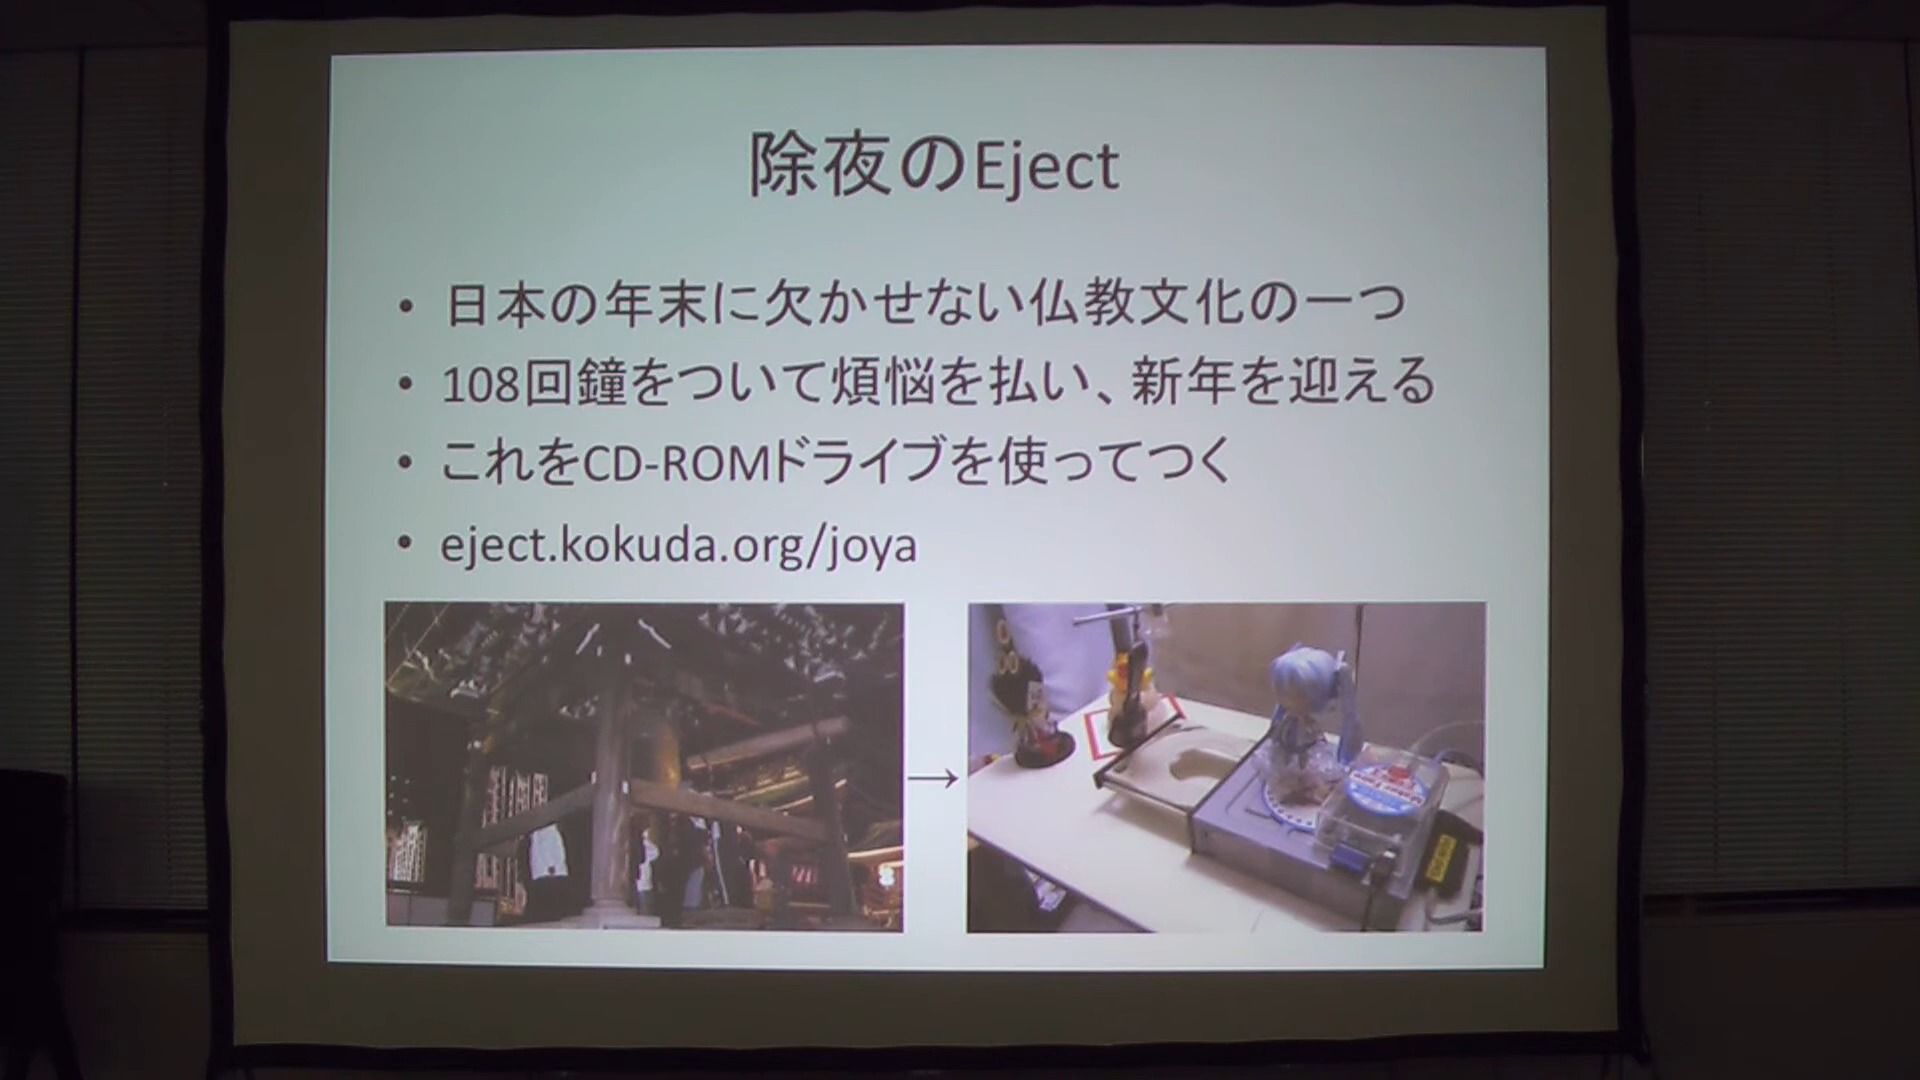 除夜のEject
• 日本の年末に欠かせない仏教文化の一つ
• 108回鐘をついて煩悩を払い、新年を迎える
• これをCD-ROMドライブを使ってつく
• eject.kokuda.org/joya
→